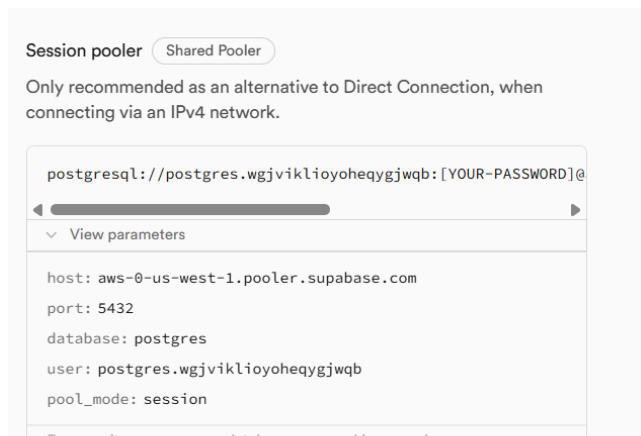 Session pooler Shared Pooler
Only recommended as an alternative to Direct Connection, when
connecting via an IPv4 network.
postgresql://postgres.wgjviklioyoheqygjwqb:[YOUR-PASSWORD]@
View parameters
host: aws-0-us-west-1.pooler.supabase.com
port: 5432
database: postgres
user: postgres.wgjviklioyoheqygjwqb
pool_mode: session